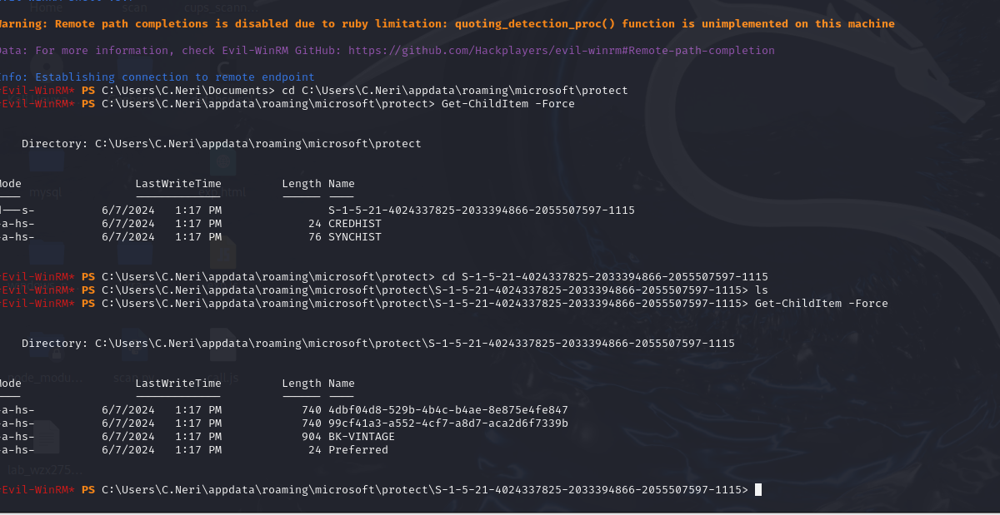 Warning: Remote path completions is disabled due to ruby limitation: quoting_detection_proc() function is unimplemented on this machine
Data: For more information, check Evil-WinRM GitHub: https://github.com/Hackplayers/evil-winrm#Remote-path-completion
Info: Establishing connection to remote endpoint
*Evil-WinRM* PS C:\Users\C.Neri\Documents> cd C:\Users\C.Neri\appdata\roaming\microsoft\protect
*Evil-WinRM* PS C:\Users\C.Neri\appdata\roaming\microsoft\protect> Get-ChildItem -Force
Directory: C:\Users\C.Neri\appdata\roaming\microsoft\protect
Mode LastWriteTime Length Name
d---s- 6/7/2024 1:17 PM S-1-5-21-4024337825-2033394866-2055507597-1115
-a-hs- 6/7/2024 1:17 PM 24 CREDHIST
-a-hs- 6/7/2024 1:17 PM 76 SYNCHIST
*Evil-WinRM* PS C:\Users\C.Neri\appdata\roaming\microsoft\protect> cd S-1-5-21-4024337825-2033394866-2055507597-1115
*Evil-WinRM* PS C:\Users\C.Neri\appdata\roaming\microsoft\protect\S-1-5-21-4024337825-2033394866-2055507597-1115> ls
*Evil-WinRM* PS C:\Users\C.Neri\appdata\roaming\microsoft\protect\S-1-5-21-4024337825-2033394866-2055507597-1115> Get-ChildItem -Force
Directory: C:\Users\C.Neri\appdata\roaming\microsoft\protect\S-1-5-21-4024337825-2033394866-2055507597-1115
Mode LastWriteTime Length Name
-a-hs- 6/7/2024 1:17 PM 740 4dbf04d8-529b-4b4c-b4ae-8e875e4fe847
-a-hs- 6/7/2024 1:17 PM 740 99cf41a3-a552-4cf7-a8d7-aca2d6f7339b
-a-hs- 6/7/2024 1:17 PM 904 BK-VINTAGE
-a-hs- 6/7/2024 1:17 PM 24 Preferred
*Evil-WinRM* PS C:\Users\C.Neri\appdata\roaming\microsoft\protect\S-1-5-21-4024337825-2033394866-2055507597-1115>
Home
scan
cups_scann...
mysql
lab_wzx275...